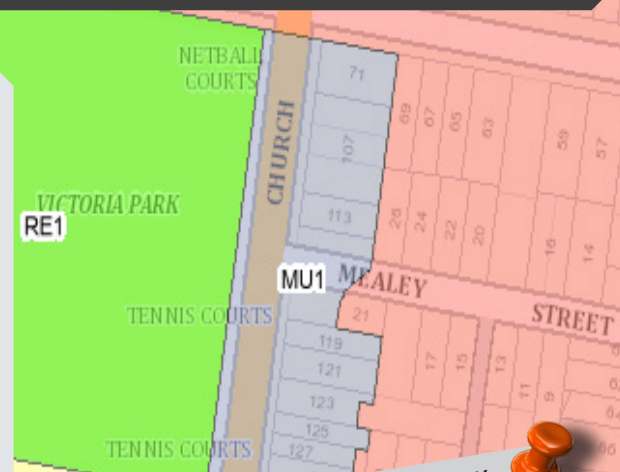 NETBALL
COURTS
71
CHURCH
107
69
67
65
63
59
57
VICTORIA PARK
RE1
113
26
24
22
20
16
14
MU1
MEALEY
STREET
TENNIS COURTS
21
119
121
123
125
127
17
15
13
11
9
TENNIS COURTS